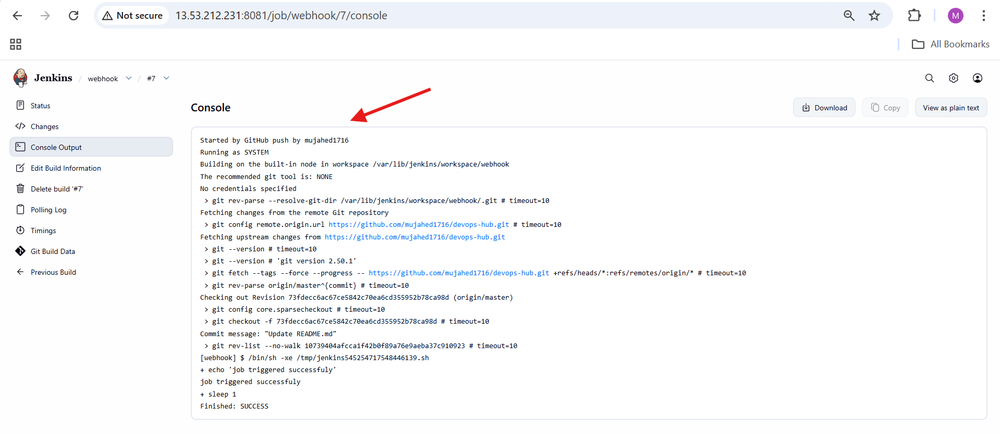 Not secure 13.53.212.231:8081/job/webhook/7/console
M
All Bookmarks
Jenkins / webhook / #7
Status
Changes
Console Output
Edit Build Information
Delete build ‘#7’
Polling Log
Timings
Git Build Data
Previous Build
Console
Download
Copy
View as plain text
Started by GitHub push by mujahed1716
Running as SYSTEM
Building on the built-in node in workspace /var/lib/jenkins/workspace/webhook
The recommended git tool is: NONE
No credentials specified
> git rev-parse --resolve-git-dir /var/lib/jenkins/workspace/webhook/.git # timeout=10
Fetching changes from the remote Git repository
> git config remote.origin.url https://github.com/mujahed1716/devops-hub.git # timeout=10
Fetching upstream changes from https://github.com/mujahed1716/devops-hub.git
> git --version # timeout=10
> git --version # 'git version 2.50.1'
> git fetch --tags --force --progress -- https://github.com/mujahed1716/devops-hub.git +refs/heads/*:refs/remotes/origin/* # timeout=10
> git rev-parse origin/master^{commit} # timeout=10
Checking out Revision 73fdecc6ac67ce5842c70ea6cd355952b78ca98d (origin/master)
> git config core.sparsecheckout # timeout=10
> git checkout -f 73fdecc6ac67ce5842c70ea6cd355952b78ca98d # timeout=10
Commit message: "Update README.md"
> git rev-list --no-walk 10739404afcca1f42b0f89a76e9aeba37c910923 # timeout=10
[webhook] $ /bin/sh -xe /tmp/jenkins545254717548446139.sh
+ echo 'job triggered successfuly'
job triggered successfuly
+ sleep 1
Finished: SUCCESS